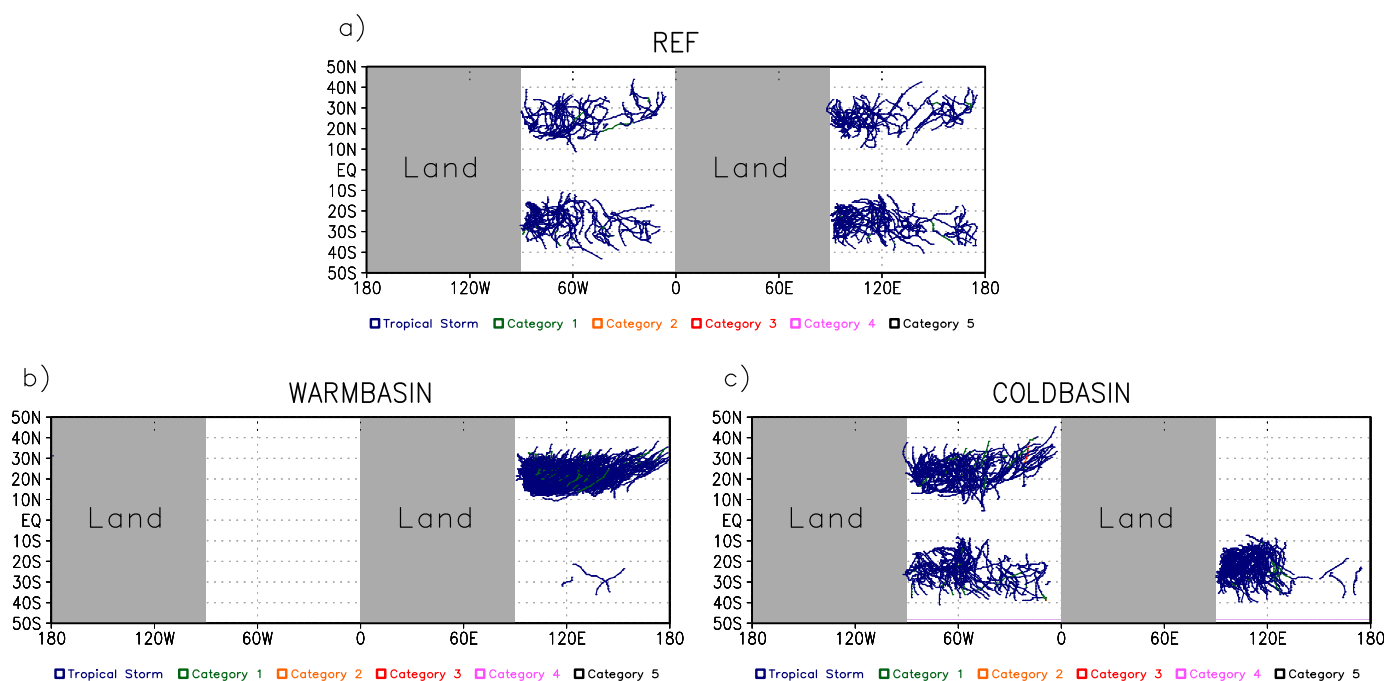 a)
REF
50N
40N
30N
20N
10N
EQ
10S
20S
30S
40S
50S
Land
Land
180 120W 60W 0 60E 120E 180
Tropical Storm Category 1 Category 2 Category 3 Category 4 Category 5
b)
WARMBASIN
50N
40N
30N
20N
10N
EQ
10S
20S
30S
40S
50S
Land
Land
180 120W 60W 0 60E 120E 180
Tropical Storm Category 1 Category 2 Category 3 Category 4 Category 5
c)
COLDBASIN
50N
40N
30N
20N
10N
EQ
10S
20S
30S
40S
50S
Land
Land
180 120W 60W 0 60E 120E 180
Tropical Storm Category 1 Category 2 Category 3 Category 4 Category 5